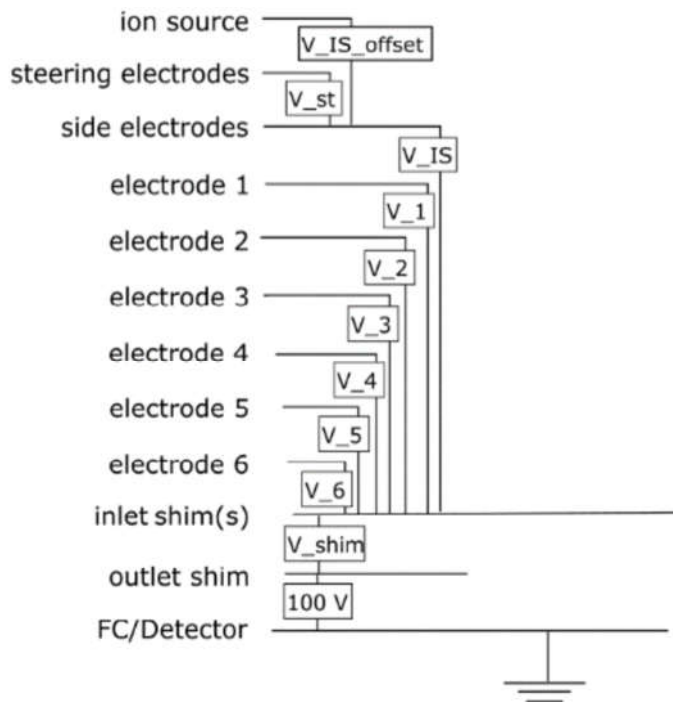 ion source
V_IS_offset
steering electrodes
V_st
side electrodes
V_IS
electrode 1
V_1
electrode 2
V_2
electrode 3
V_3
electrode 4
V_4
electrode 5
V_5
electrode 6
V_6
inlet shim(s)
V_shim
outlet shim
100 V
FC/Detector